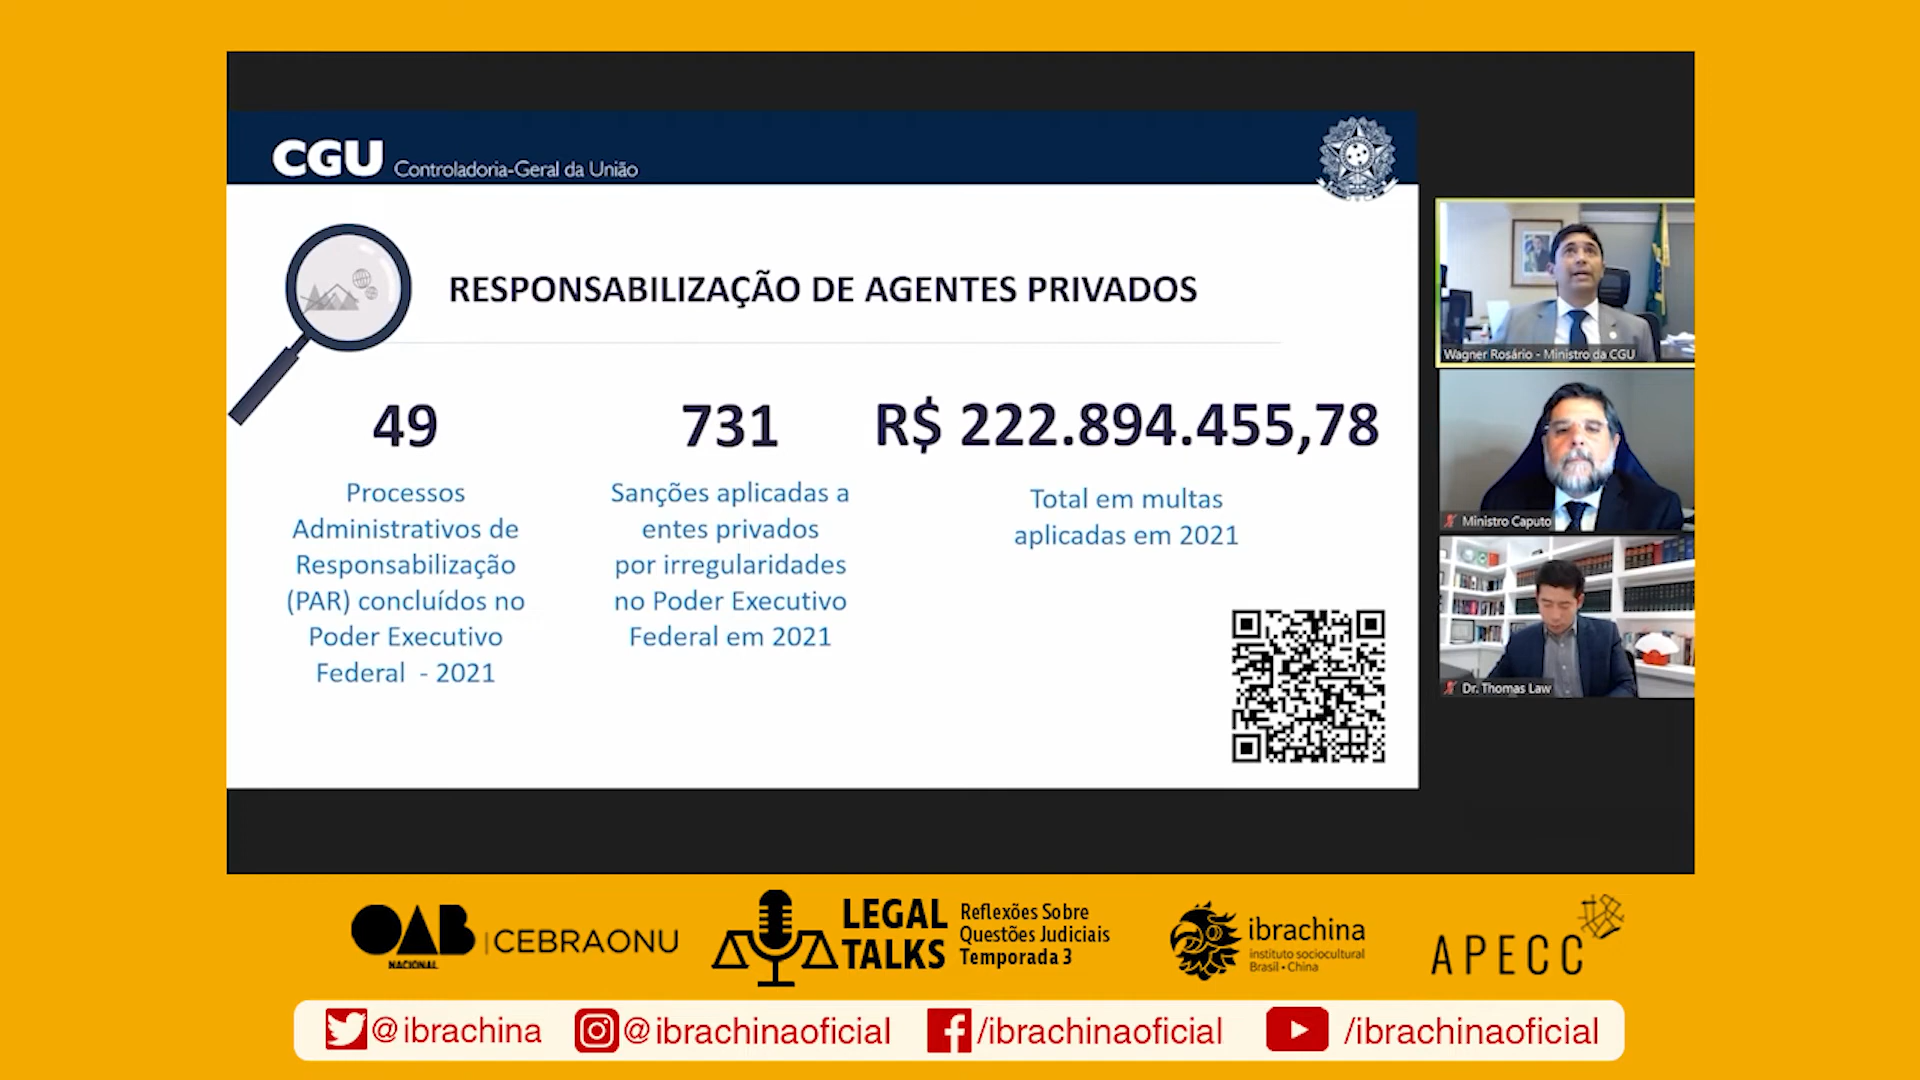 CGU Controladoria-Geral da União
RESPONSABILIZAÇÃO DE AGENTES PRIVADOS
49
Processos
Administrativos de
Responsabilização
(PAR) concluídos no
Poder Executivo
Federal - 2021
731
Sanções aplicadas a
entes privados
por irregularidades
no Poder Executivo
Federal em 2021
R$ 222.894.455,78
Total em multas
aplicadas em 2021
Wagner Rosário - Ministro da CGU
Ministro Caputo
Dr. Thomas Law
OAB
NACIONAL
CEBRAONU
LEGAL
TALKS
Reflexões Sobre
Questões Judiciais
Temporada 3
ibrachina
instituto sociocultural
Brasil • China
APECC
@ibrachina
@ibrachinaoficial
/ibrachinaoficial
/ibrachinaoficial